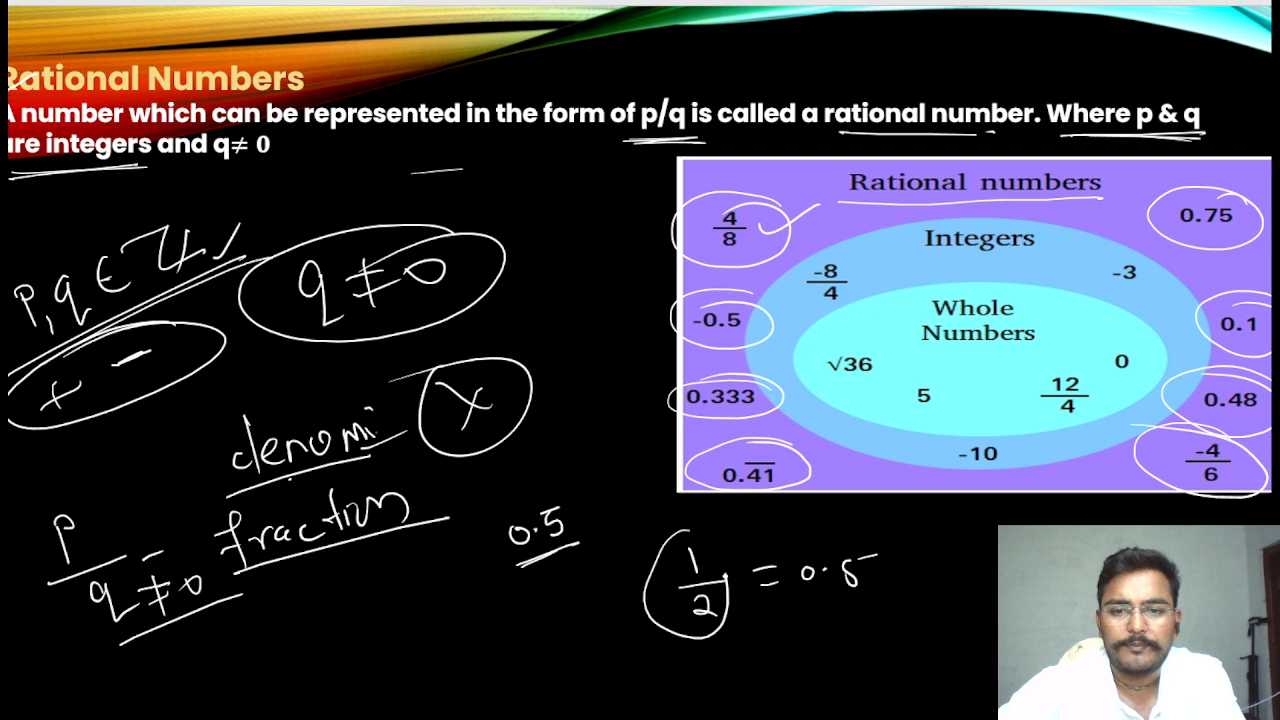 Rational Numbers
A number which can be represented in the form of p/q is called a rational number. Where p & q
are integers and q≠ 0
Rational numbers
4/8
0.75
Integers
-8/4
-3
Whole
Numbers
-0.5
0.1
√36
0
5
12/4
0.333
0.48
-10
0.4̅1̅
-4/6
p, q ∈
q ≠ 0
+ -
denomi
X
fraction
p
q ≠ 0
0.5
1/2 = 0.5